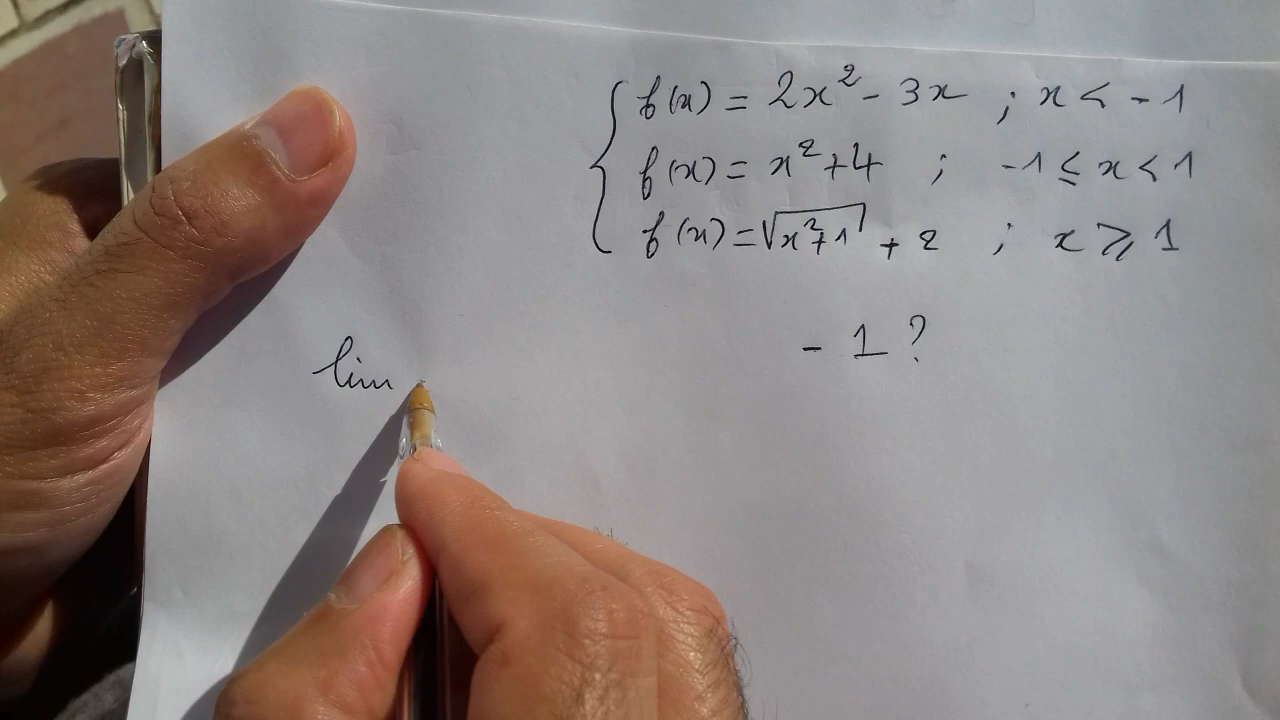 f(x) = 2x² - 3x ; x < - 1
f(x) = x² + 4 ; -1 ≤ x < 1
f(x) = √(x²+1) + 2 ; x ≥ 1
- 1 ?
lim